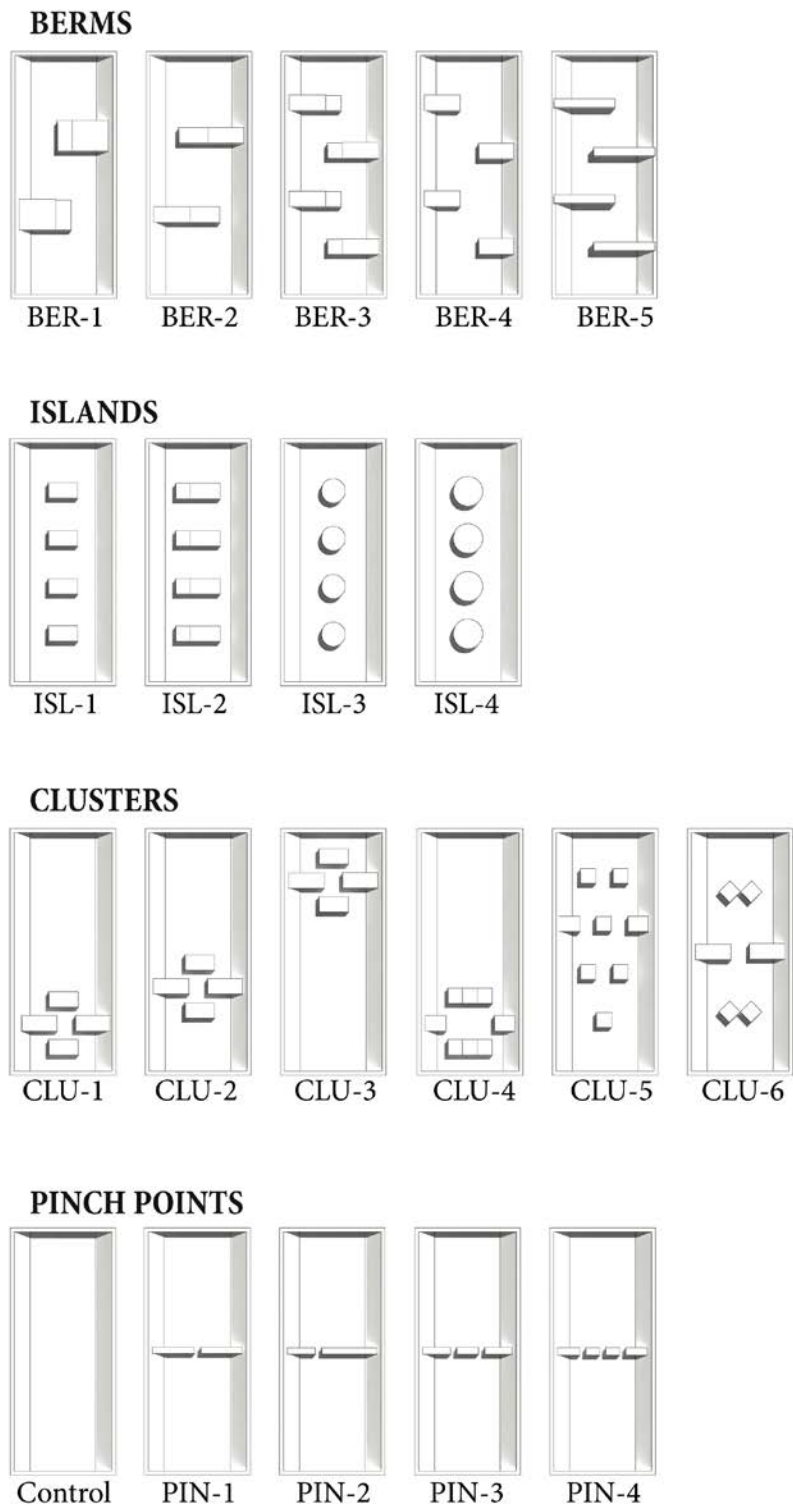 BERMS
BER-1 BER-2 BER-3 BER-4 BER-5
ISLANDS
ISL-1 ISL-2 ISL-3 ISL-4
CLUSTERS
CLU-1 CLU-2 CLU-3 CLU-4 CLU-5 CLU-6
PINCH POINTS
Control PIN-1 PIN-2 PIN-3 PIN-4